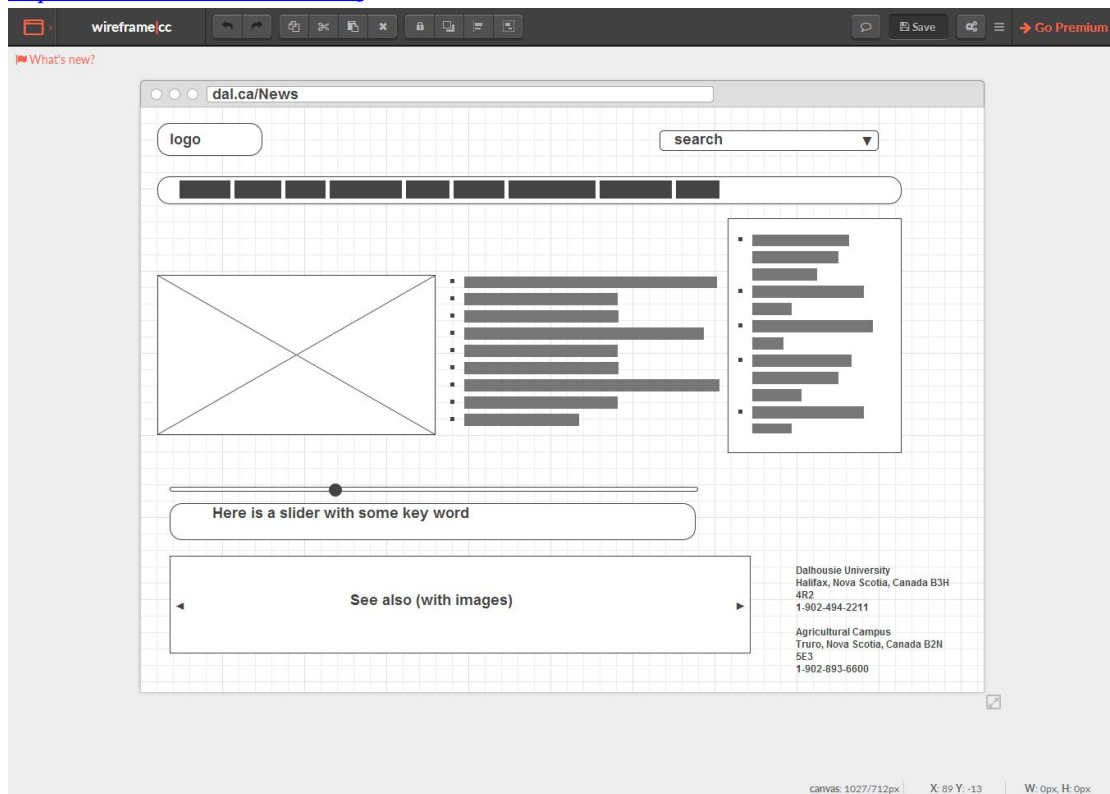 wireframe|cc
Save
Go Premium
What's new?
dal.ca/News
logo
search
Here is a slider with some key word
See also (with images)
Dalhousie University
Halifax, Nova Scotia, Canada B3H
4R2
1-902-494-2211
Agricultural Campus
Truro, Nova Scotia, Canada B2N
5E3
1-902-893-6600
canvas: 1027/712px X: 89 Y: -13 W: 0px, H: 0px